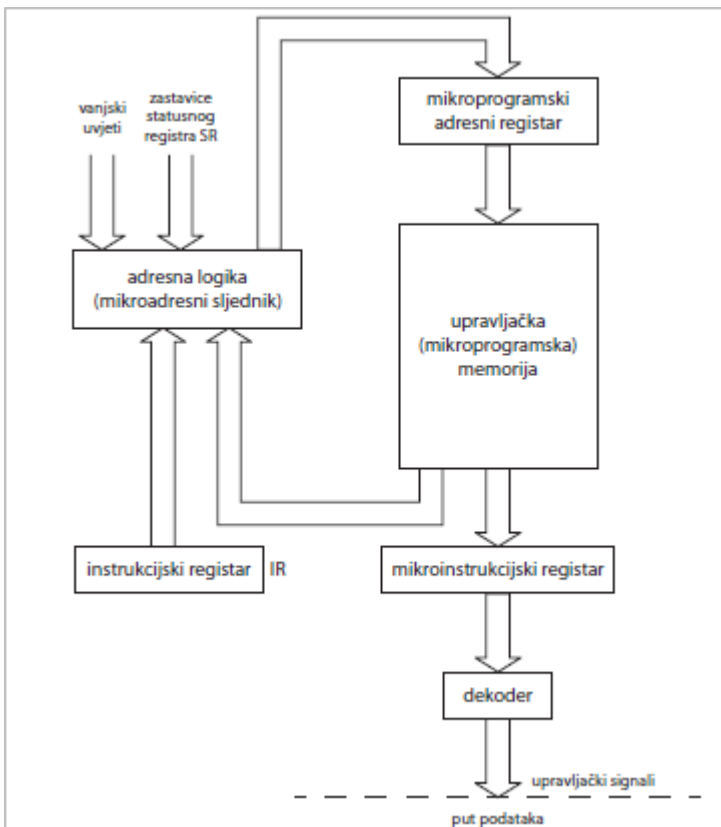 vanjski
uvjeti
zastavice
statusnog
registra SR
mikroprogramski
adresni registar
adresna logika
(mikroadresni sljednik)
upravljačka
(mikroprogramska)
memorija
instrukcijski registar
IR
mikroinstrukcijski registar
dekoder
upravljački signali
put podataka